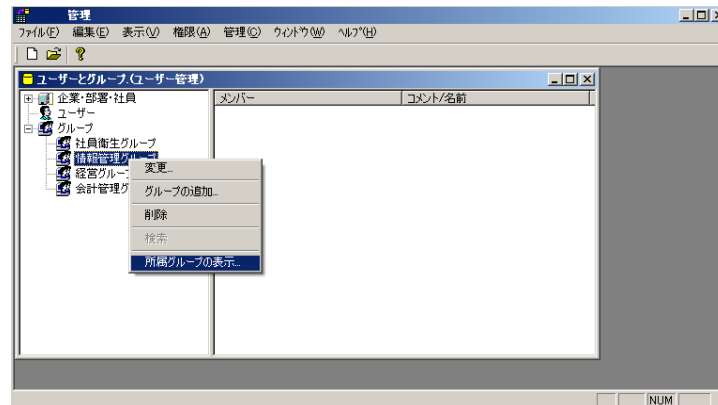 管理
ファイル(F) 編集(E) 表示(V) 権限(A) 管理(C) ウィンドウ(W) ヘルプ(H)
ユーザーとグループ.(ユーザー管理)
企業・部署・社員
ユーザー
グループ
社員衛生グループ
情報管理グループ
経営グルー
会計管理グ
メンバー
コメント/名前
変更...
グループの追加...
削除
検索
所属グループの表示...
NUM